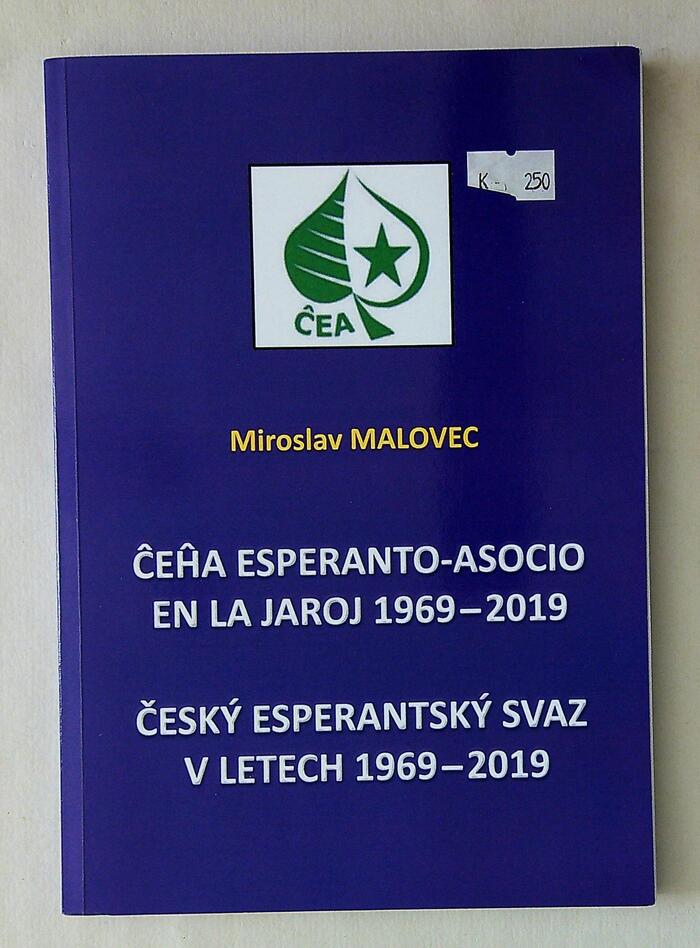 K 250
ĈEA
Miroslav MALOVEC
ĈEĤA ESPERANTO-ASOCIO
EN LA JAROJ 1969–2019
ČESKÝ ESPERANTSKÝ SVAZ
V LETECH 1969–2019